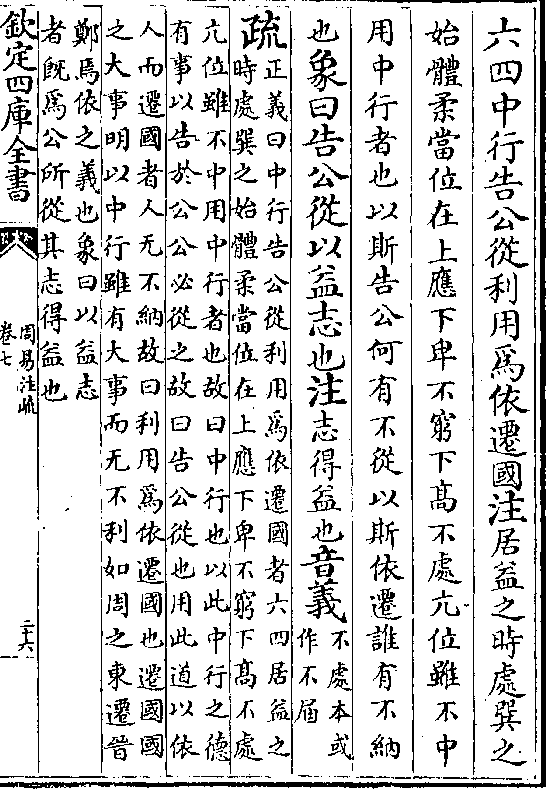 六四中行告公從利用爲依遷國注居益之時處巽之
始體柔當位在上應下卑不窮下髙不處亢位雖不中
用中行者也以斯告公何有不從以斯依遷誰有不納
也象曰告公從以益志也注志得益也音義不處本或
作不届
疏正義曰中行告公從利用爲依遷國者六四居益之
時處巽之始體柔當位在上應下卑不窮下髙不處
亢位雖不中用中行者也故曰中行也以此中行之德
有事以告於公公必從之故曰告公從也用此道以依
人而遷國者人无不納故曰利用爲依遷國也遷國國
之大事明以中行雖有大事而无不利如周之東遷晉
鄭焉依之義也象曰以益志
者旣爲公所從其志得益也
欽定四庫全書
周易注疏
卷七
二十六